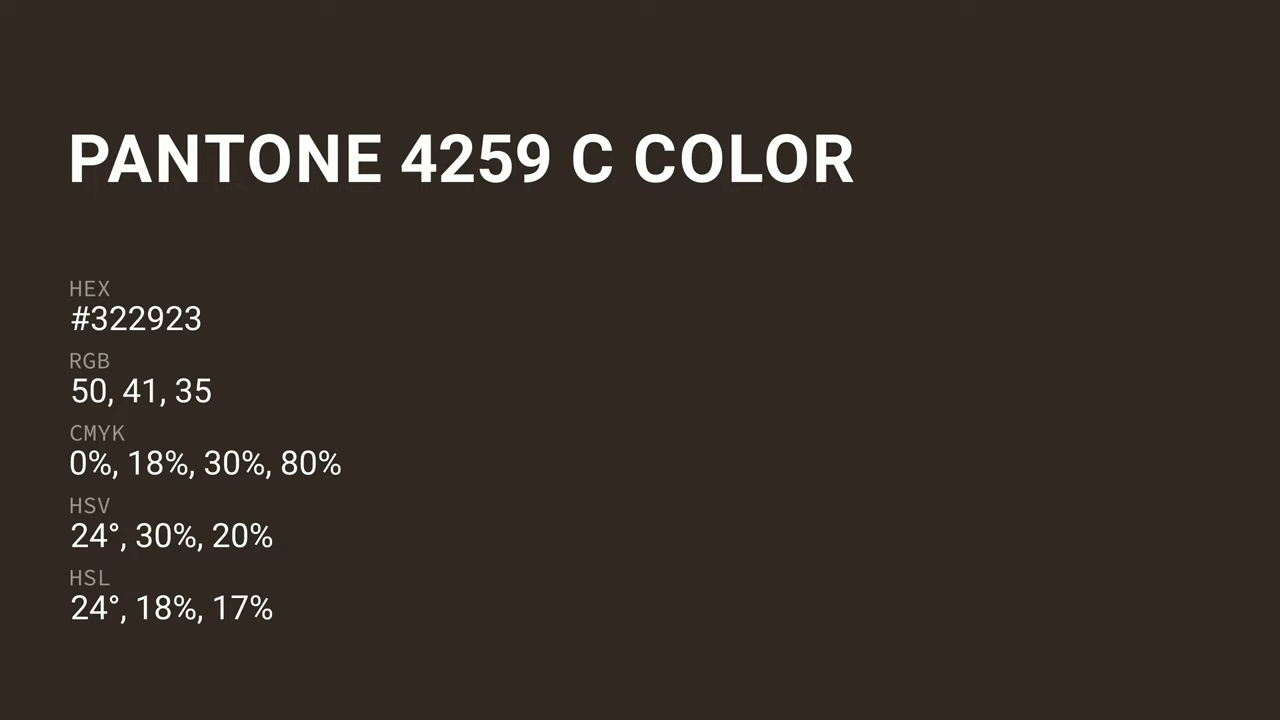 PANTONE 4259 C COLOR
HEX
#322923
RGB
50, 41, 35
CMYK
0%, 18%, 30%, 80%
HSV
24°, 30%, 20%
HSL
24°, 18%, 17%